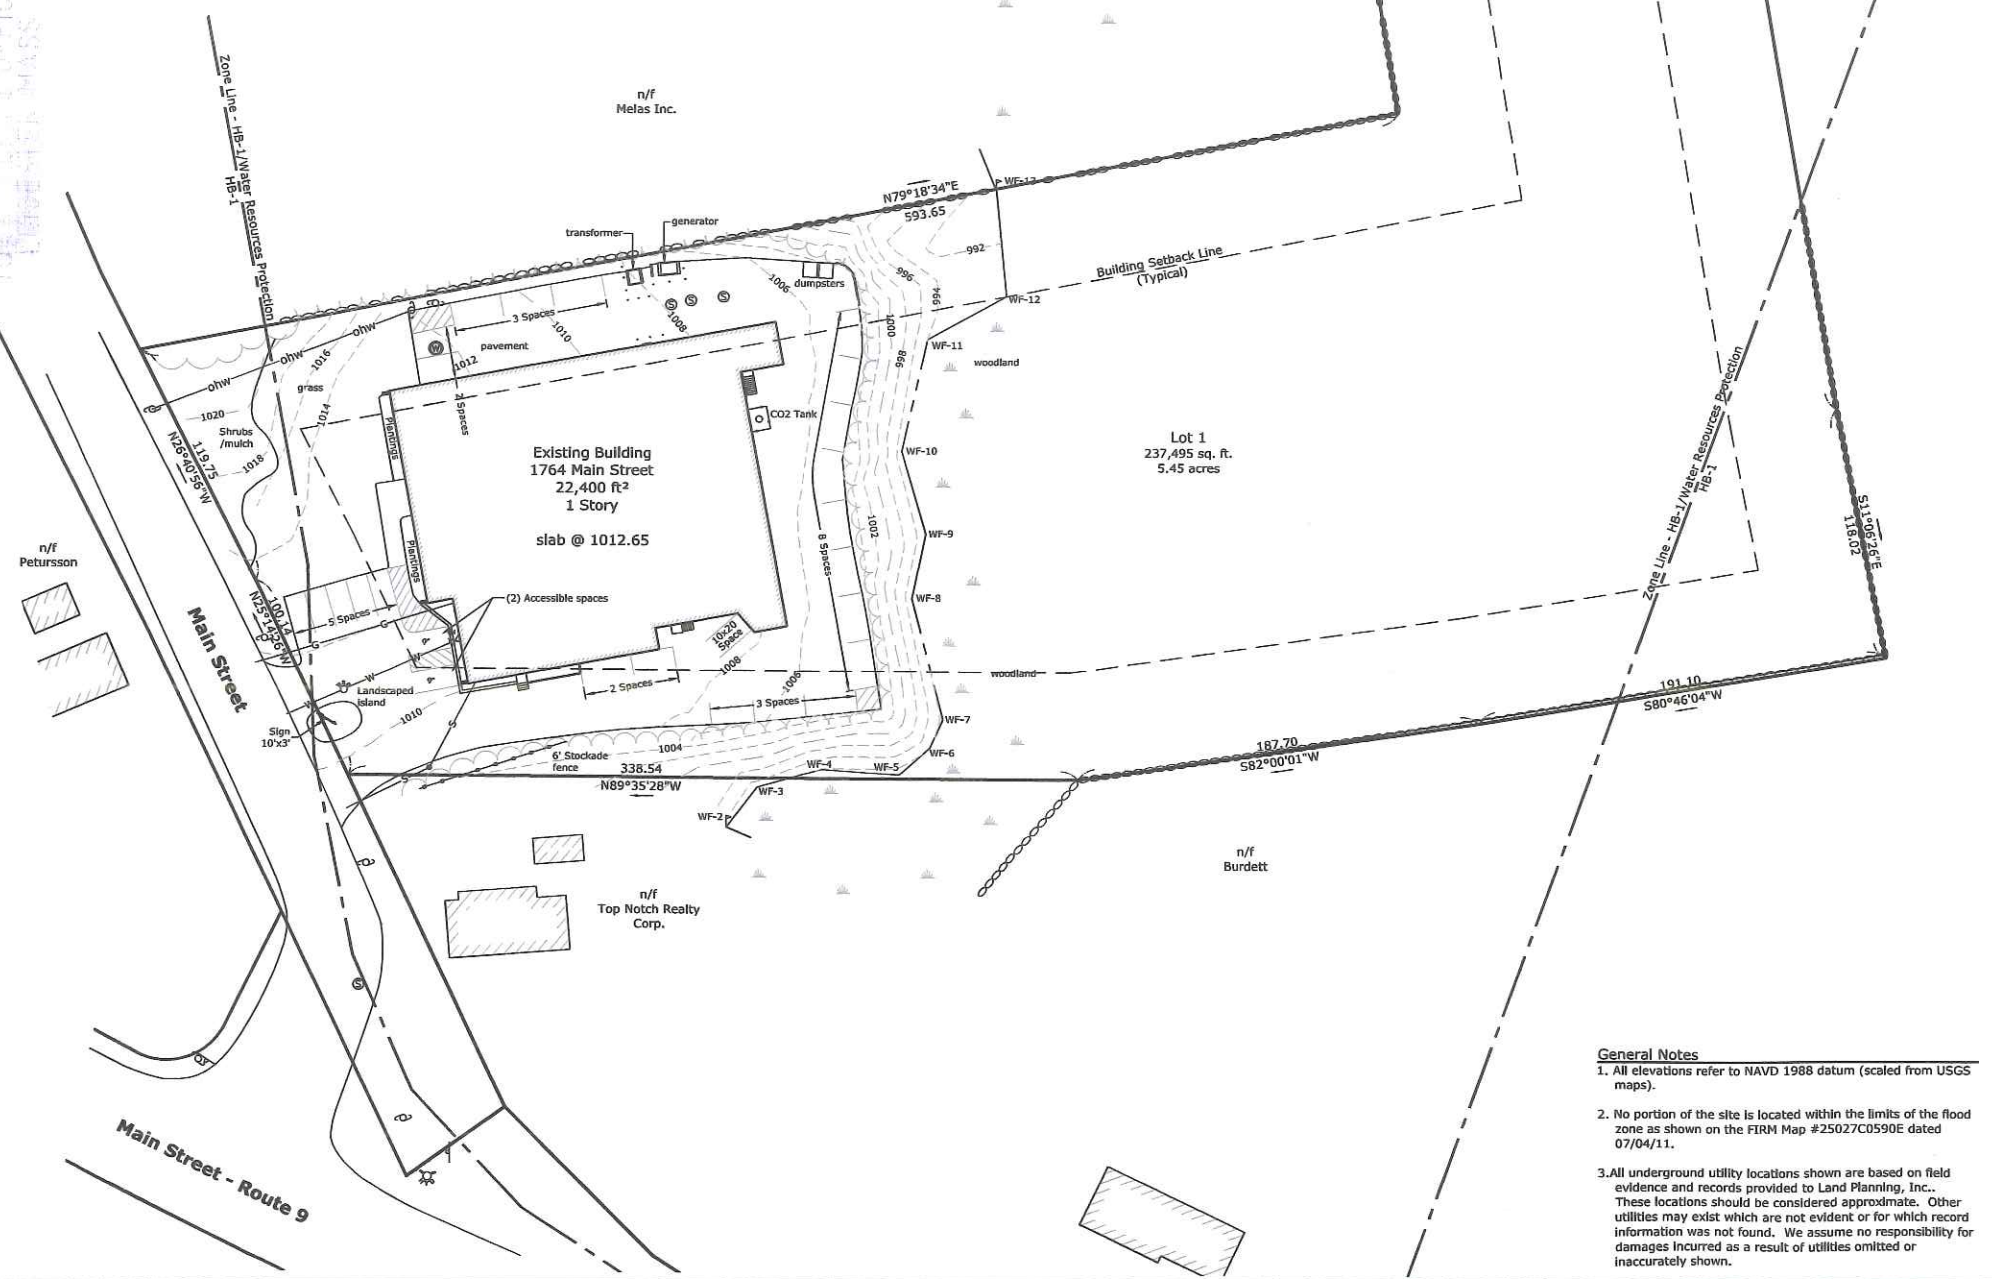 n/f
Melas Inc.
Zone Line - HB-1/Water Resources Protection
HB-1
N79°18'34"E
593.65
WF-13
transformer
generator
992
Building Setback Line
(Typical)
996
994
1006
dumpsters
WF-12
3 Spaces
1010
1008
1000
998
ohw
ohw
ohw
1016
pavement
1012
WF-11
woodland
grass
1014
1020
Shrubs
/mulch
1018
2 Spaces
CO2 Tank
Plantings
N26°40'56"W
119.75
Existing Building
1764 Main Street
22,400 ft²
1 Story
slab @ 1012.65
WF-10
Lot 1
237,495 sq. ft.
5.45 acres
Zone Line - HB-1/Water Resources Protection
HB-1
1002
8 Spaces
WF-9
S11°06'26"E
118.02
n/f
Petursson
Plantings
WF-8
(2) Accessible spaces
100.14
N25°14'26"W
5 Spaces
G
G
10x20
Space
1008
Main Street
W
W
W
woodland
2 Spaces
1006
3 Spaces
Landscaped
island
1010
S
Sign
10'x3'
WF-7
191.10
S80°46'04"W
6' Stockade
fence
1004
WF-6
WF-5
WF-4
S
338.54
N89°35'28"W
187.70
S82°00'01"W
WF-3
WF-2
n/f
Burdett
n/f
Top Notch Realty
Corp.
S
Main Street - Route 9
General Notes
1. All elevations refer to NAVD 1988 datum (scaled from USGS
maps).
2. No portion of the site is located within the limits of the flood
zone as shown on the FIRM Map #25027C0590E dated
07/04/11.
3.All underground utility locations shown are based on field
evidence and records provided to Land Planning, Inc..
These locations should be considered approximate. Other
utilities may exist which are not evident or for which record
information was not found. We assume no responsibility for
damages incurred as a result of utilities omitted or
inaccurately shown.